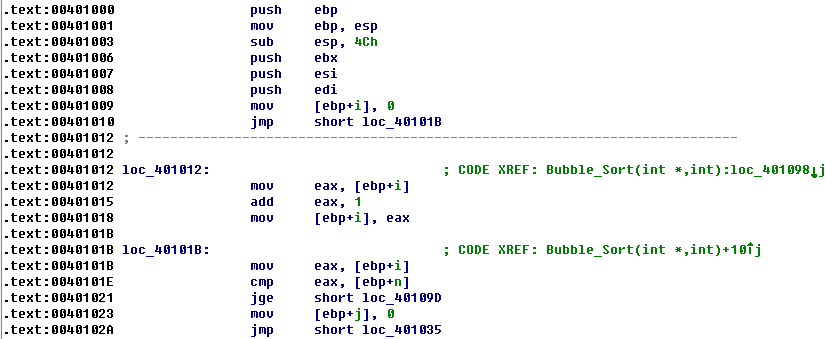 .text:00401000 push ebp
.text:00401001 mov ebp, esp
.text:00401003 sub esp, 4Ch
.text:00401006 push ebx
.text:00401007 push esi
.text:00401008 push edi
.text:00401009 mov [ebp+i], 0
.text:00401010 jmp short loc_40101B
.text:00401012 ; ---------------------------------------------------------------------------
.text:00401012
.text:00401012 loc_401012: ; CODE XREF: Bubble_Sort(int *,int):loc_401098↓j
.text:00401012 mov eax, [ebp+i]
.text:00401015 add eax, 1
.text:00401018 mov [ebp+i], eax
.text:0040101B
.text:0040101B loc_40101B: ; CODE XREF: Bubble_Sort(int *,int)+10↑j
.text:0040101B mov eax, [ebp+i]
.text:0040101E cmp eax, [ebp+n]
.text:00401021 jge short loc_40109D
.text:00401023 mov [ebp+j], 0
.text:0040102A jmp short loc_401035